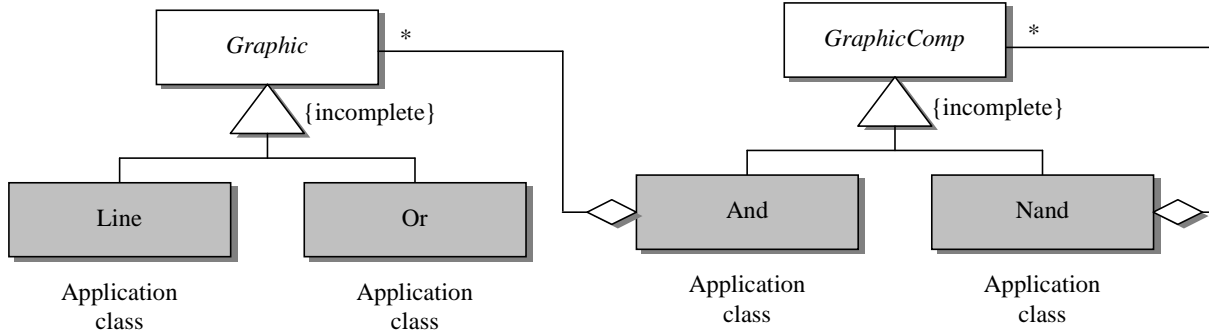 Graphic
*
GraphicComp
*
{incomplete}
{incomplete}
Line
Or
And
Nand
Application
class
Application
class
Application
class
Application
class